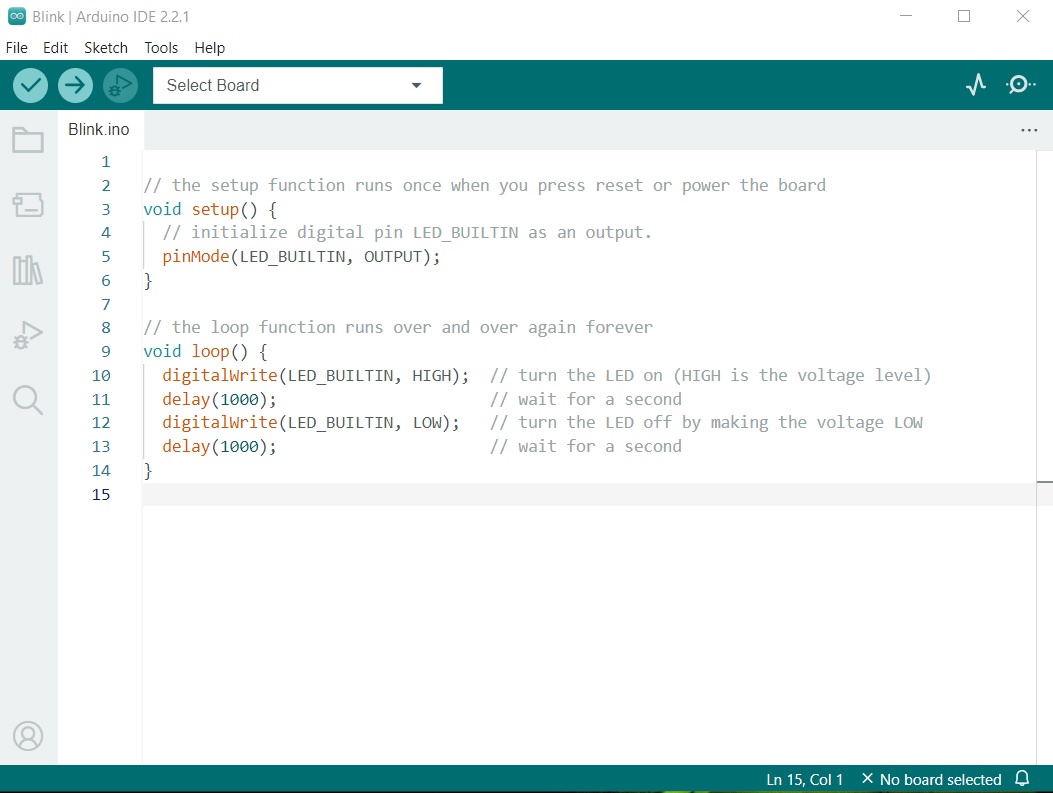 Blink | Arduino IDE 2.2.1
File Edit Sketch Tools Help
Select Board
Blink.ino
1
2 // the setup function runs once when you press reset or power the board
3 void setup() {
4   // initialize digital pin LED_BUILTIN as an output.
5   pinMode(LED_BUILTIN, OUTPUT);
6 }
7
8 // the loop function runs over and over again forever
9 void loop() {
10   digitalWrite(LED_BUILTIN, HIGH);  // turn the LED on (HIGH is the voltage level)
11   delay(1000);                      // wait for a second
12   digitalWrite(LED_BUILTIN, LOW);   // turn the LED off by making the voltage LOW
13   delay(1000);                      // wait for a second
14 }
15
Ln 15, Col 1 × No board selected